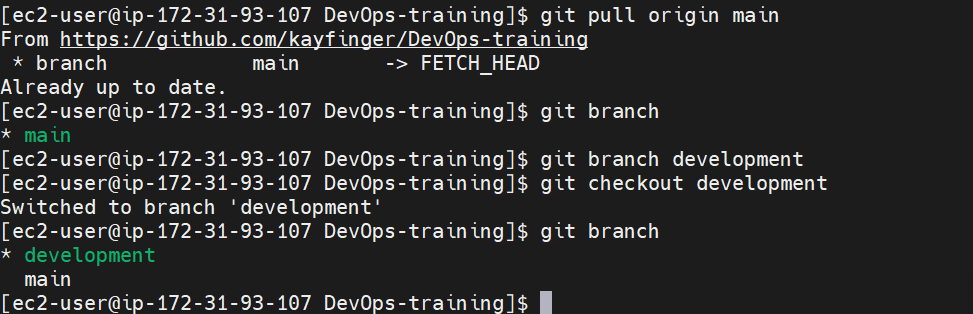 [ec2-user@ip-172-31-93-107 DevOps-training]$ git pull origin main
From https://github.com/kayfinger/DevOps-training
 * branch            main       -> FETCH_HEAD
Already up to date.
[ec2-user@ip-172-31-93-107 DevOps-training]$ git branch
* main
[ec2-user@ip-172-31-93-107 DevOps-training]$ git branch development
[ec2-user@ip-172-31-93-107 DevOps-training]$ git checkout development
Switched to branch 'development'
[ec2-user@ip-172-31-93-107 DevOps-training]$ git branch
* development
  main
[ec2-user@ip-172-31-93-107 DevOps-training]$